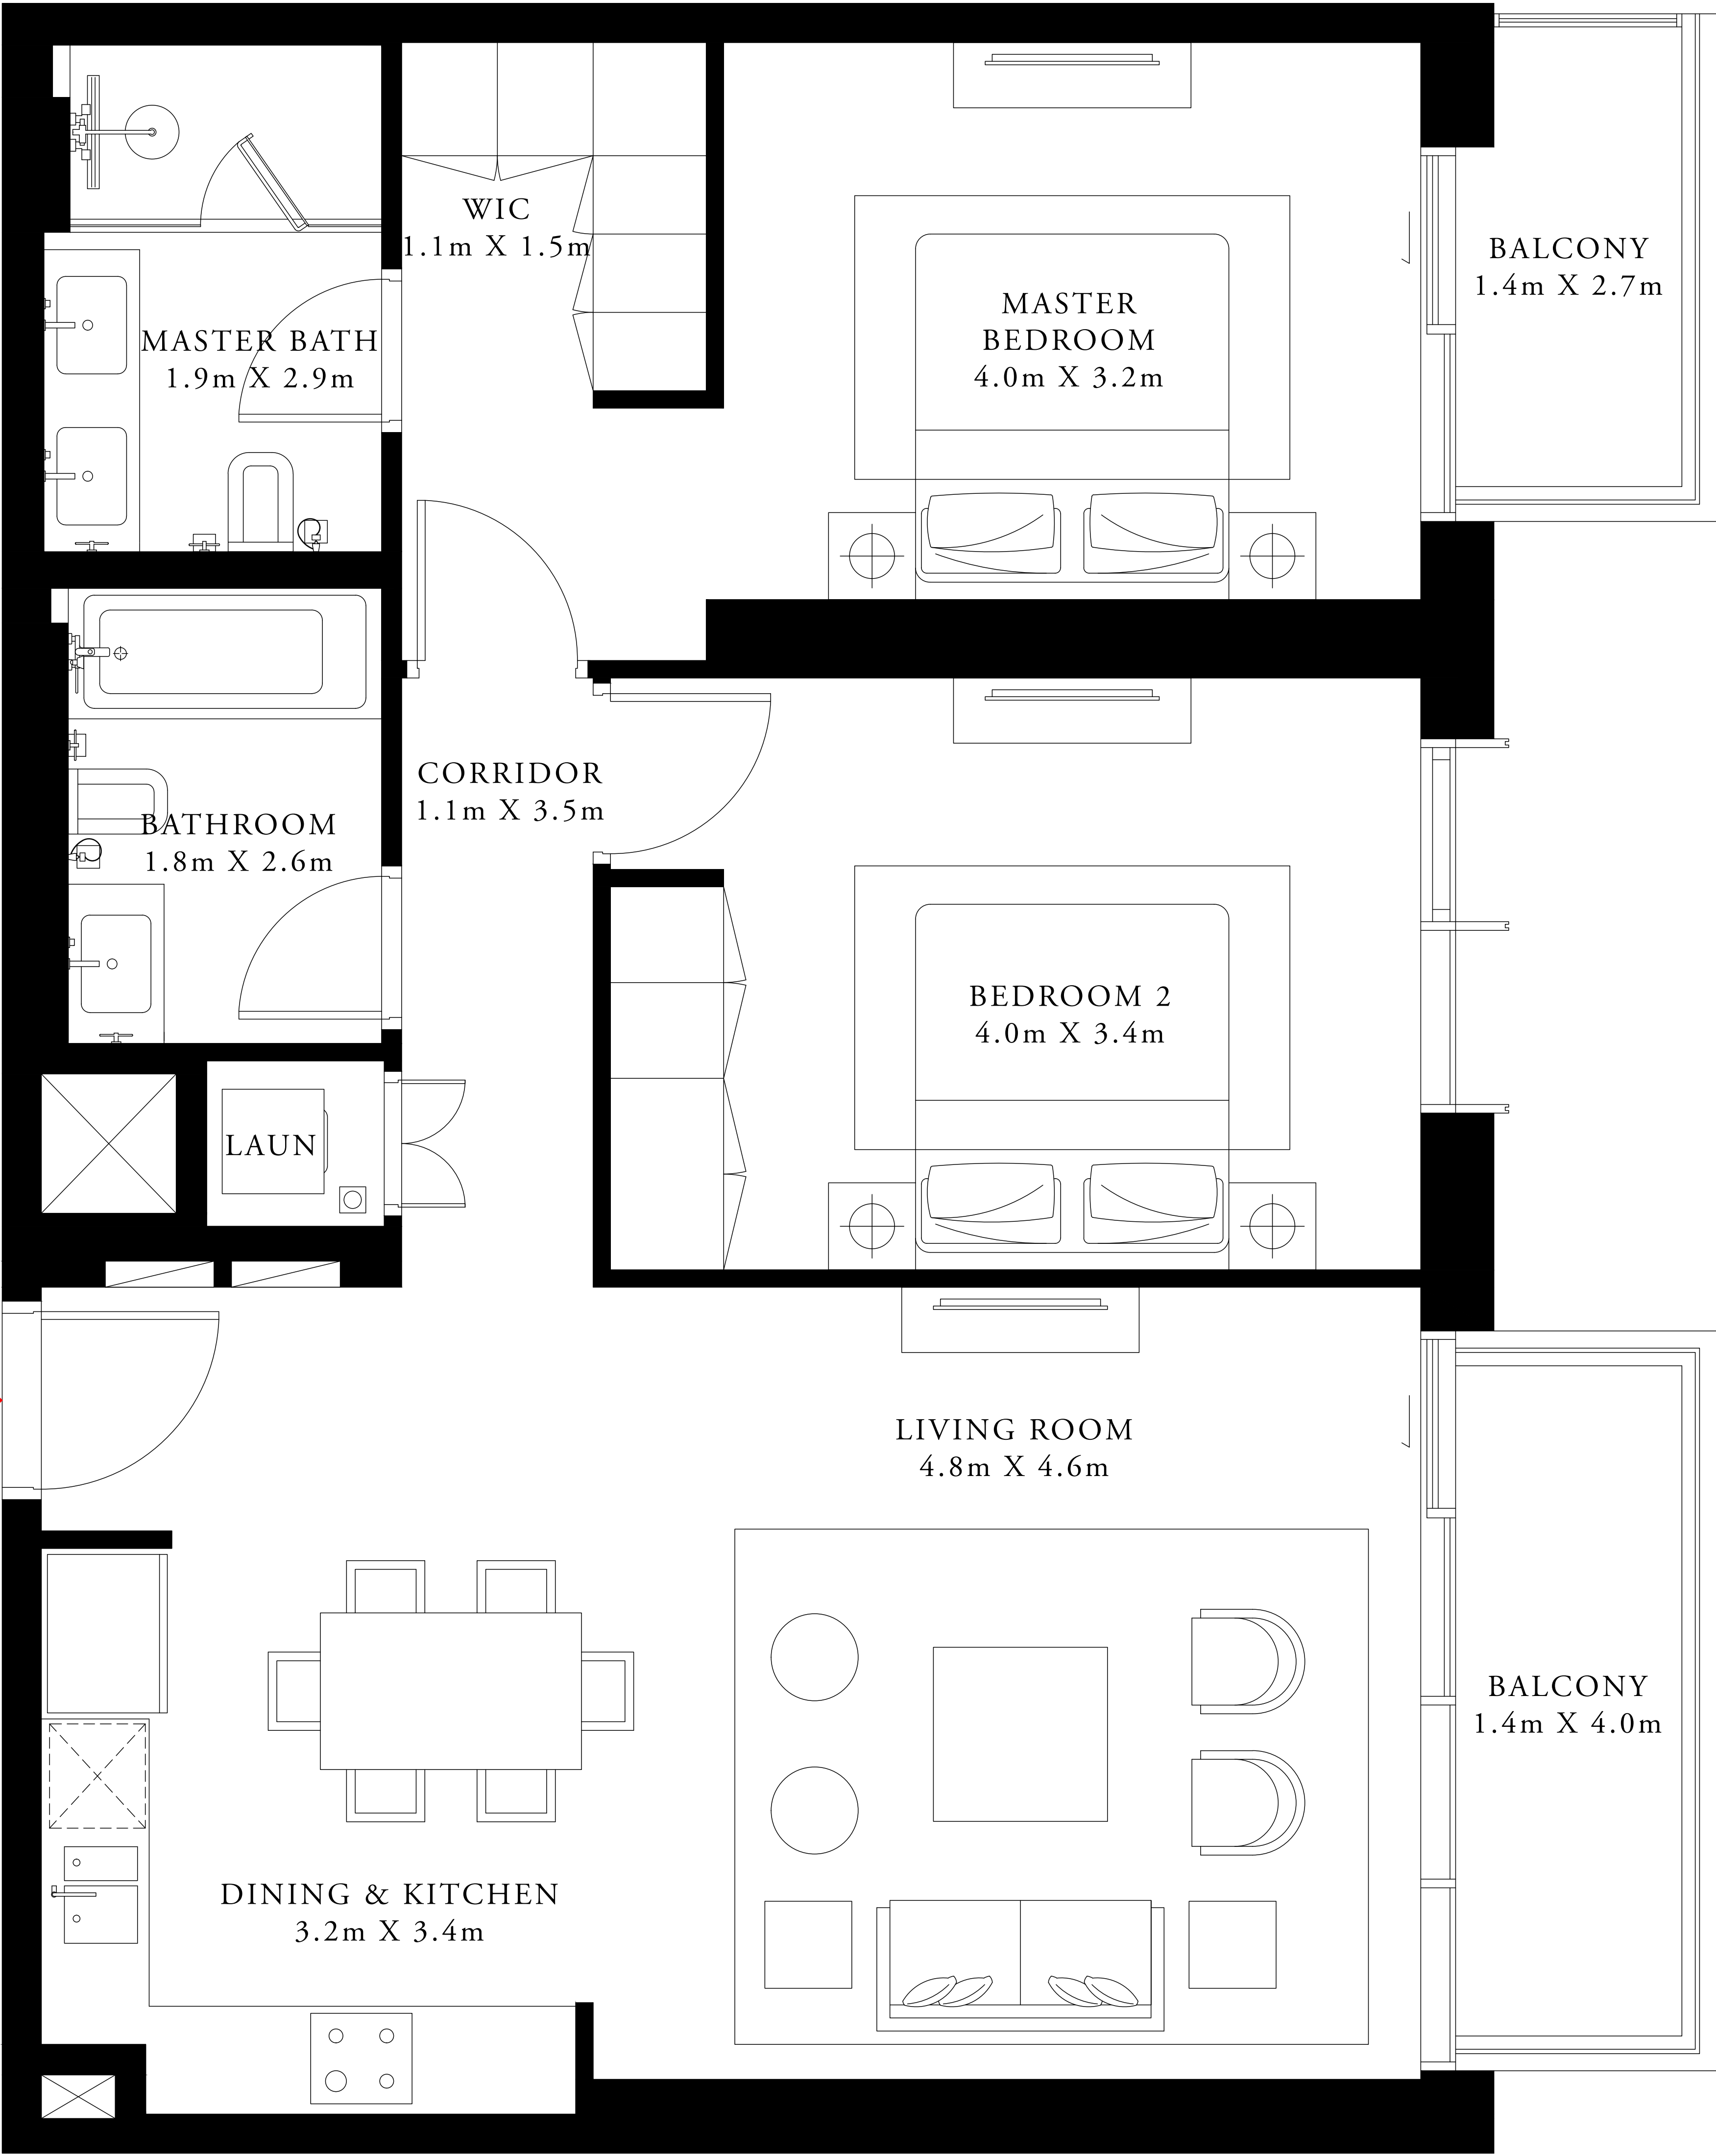 WIC
1.1m X 1.5m
BALCONY
1.4m X 2.7m
MASTER
BEDROOM
4.0m X 3.2m
MASTER BATH
1.9m X 2.9m
CORRIDOR
1.1m X 3.5m
BATHROOM
1.8m X 2.6m
BEDROOM 2
4.0m X 3.4m
LAUN
LIVING ROOM
4.8m X 4.6m
BALCONY
1.4m X 4.0m
DINING & KITCHEN
3.2m X 3.4m